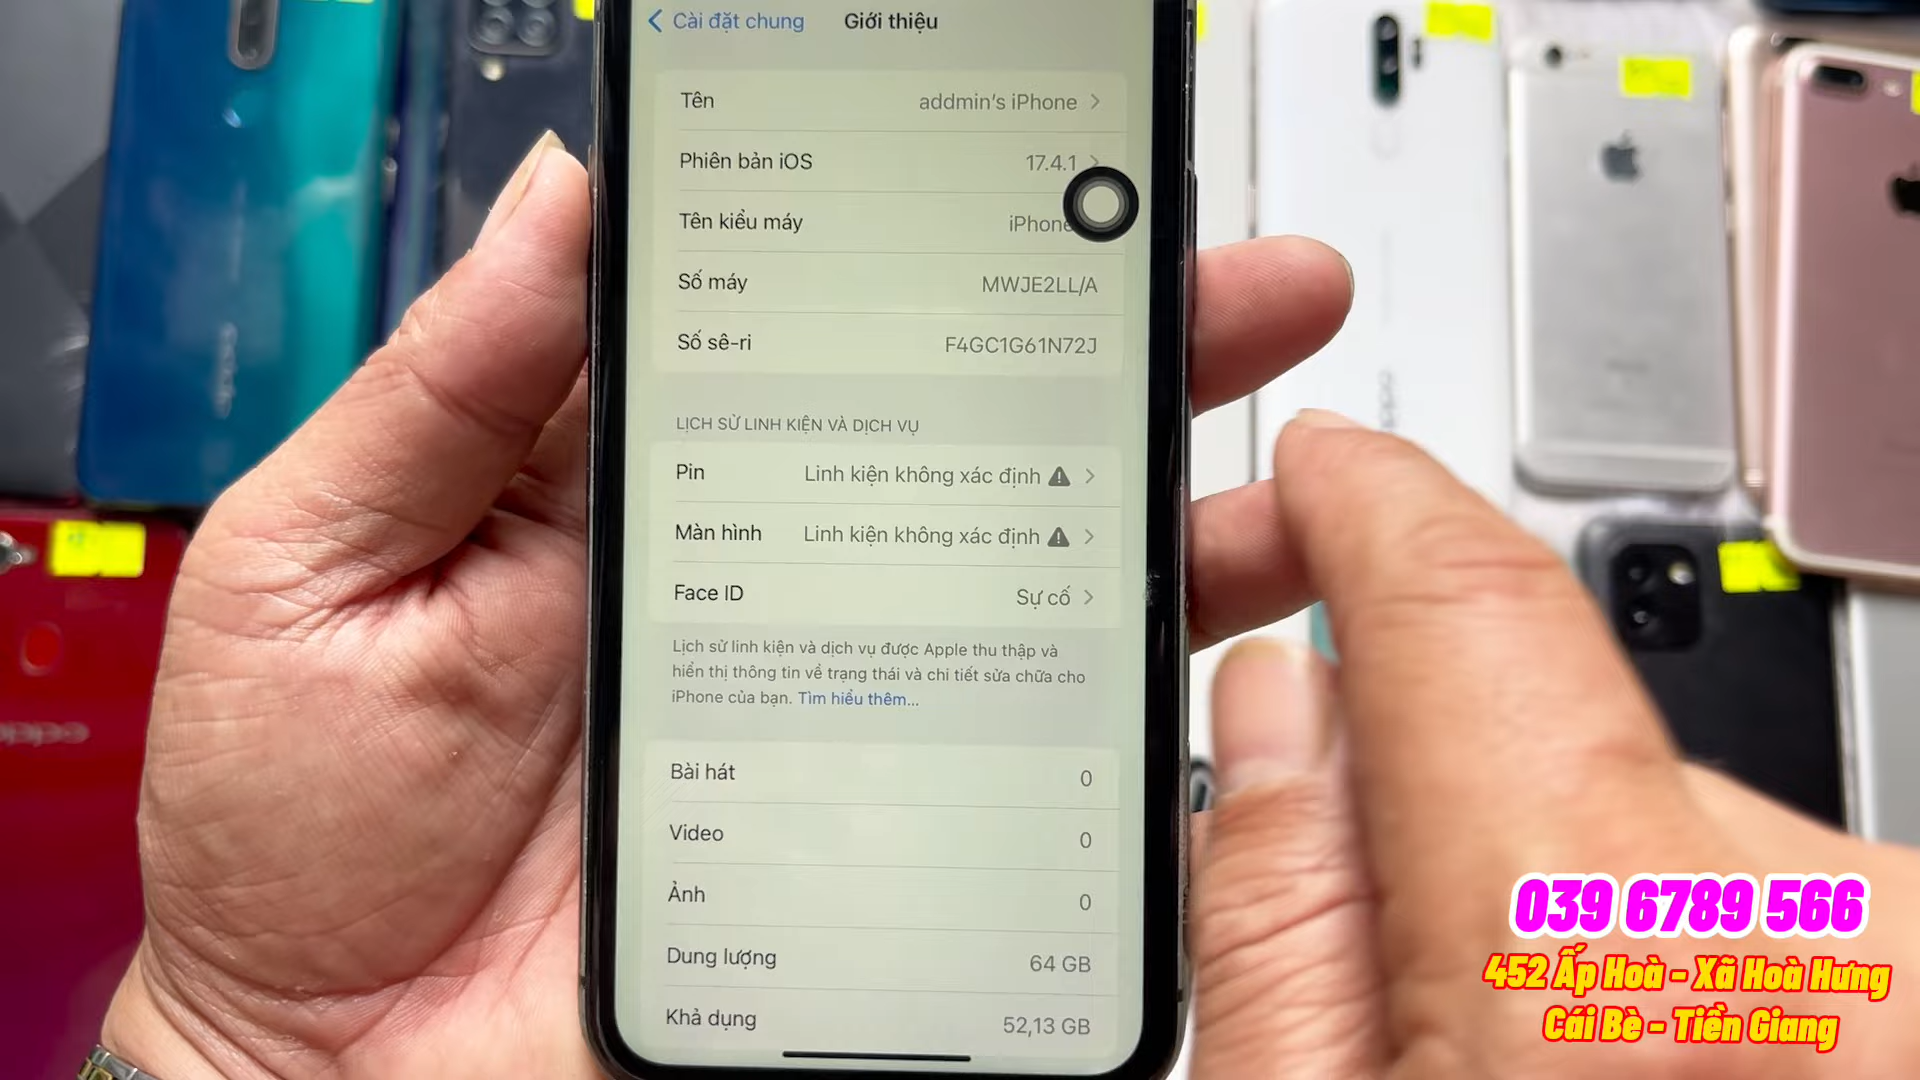 Cài đặt chung
Giới thiệu
Tên
addmin's iPhone
Phiên bản iOS
17.4.1
Tên kiểu máy
iPhone
Số máy
MWJE2LL/A
Số sê-ri
F4GC1G61N72J
LỊCH SỬ LINH KIỆN VÀ DỊCH VỤ
Pin
Linh kiện không xác định
Màn hình
Linh kiện không xác định
Face ID
Sự cố
Lịch sử linh kiện và dịch vụ được Apple thu thập và
hiển thị thông tin về trạng thái và chi tiết sửa chữa cho
iPhone của bạn. Tìm hiểu thêm...
Bài hát
0
Video
0
Ảnh
0
Dung lượng
64 GB
Khả dụng
52,13 GB
oppo
039 6789 566
452 Ấp Hoà - Xã Hoà Hưng
Cái Bè - Tiền Giang